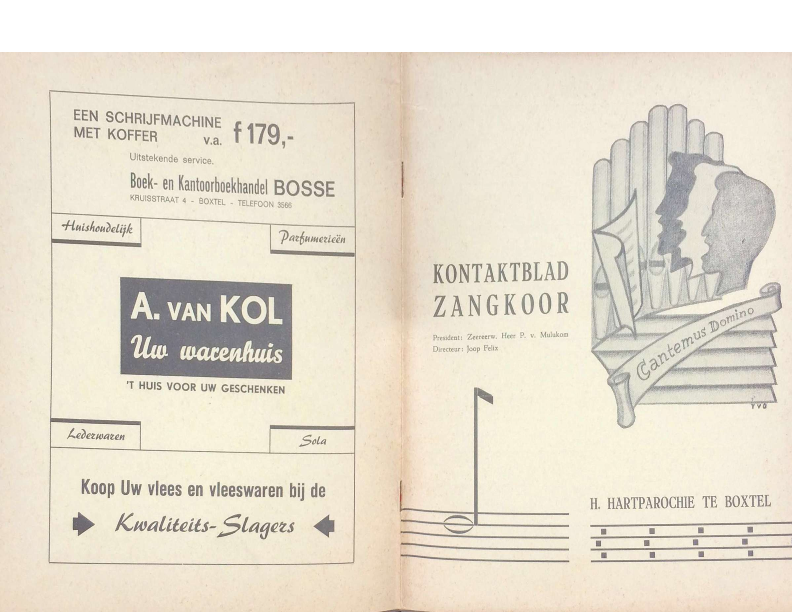 EEN SCHRIJFMACHINE
MET KOFFER v.a. f 179,-
Uitstekende service.
Boek- en Kantoorboekhandel BOSSE
KRUISSTRAAT 4 - BOXTEL - TELEFOON 3566
Huishoudelijk
Parfumerieën
A. VAN KOL
Uw warenhuis
'T HUIS VOOR UW GESCHENKEN
Lederwaren
Sola
Koop Uw vlees en vleeswaren bij de
Kwaliteits-Slagers
KONTAKTBLAD
ZANGKOOR
President: Zeereerw. Heer P. v. Mulukom
Directeur: Joop Felix
Cantemus Domino
YVO
H. HARTPAROCHIE TE BOXTEL